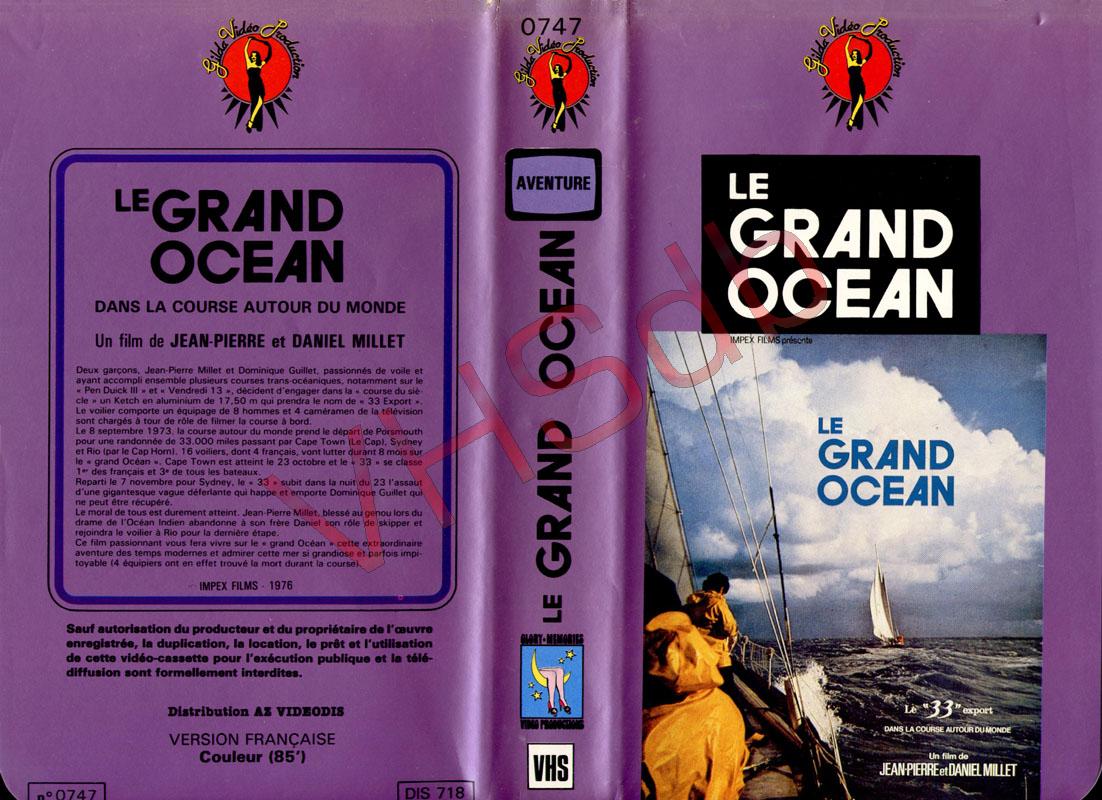 Gilda Vidéo Production
LE GRAND
OCEAN
DANS LA COURSE AUTOUR DU MONDE
Un film de JEAN-PIERRE et DANIEL MILLET
Deux garçons, Jean-Pierre Millet et Dominique Guillet, passionnés de voile et
ayant accompli ensemble plusieurs courses trans-océaniques, notamment sur le
« Pen Duick III » et « Vendredi 13 », décident d'engager dans la « course du siè-
cle » un Ketch en aluminium de 17,50 m qui prendra le nom de « 33 Export ».
Le voilier comporte un équipage de 8 hommes et 4 caméramen de la télévision
sont chargés à tour de rôle de filmer la course à bord.
Le 8 septembre 1973, la course autour du monde prend le départ de Porsmouth
pour une randonnée de 33.000 miles passant par Cape Town (Le Cap), Sydney
et Rio (par le Cap Horn). 16 voiliers, dont 4 français, vont lutter durant 8 mois sur
le « grand Océan ». Cape Town est atteint le 23 octobre et le « 33 » se classe
1er des français et 3e de tous les bateaux.
Reparti le 7 novembre pour Sydney, le « 33 » subit dans la nuit du 23 l'assaut
d'une gigantesque vague déferlante qui happe et emporte Dominique Guillet qui
ne peut être récupéré.
Le moral de tous est durement atteint. Jean-Pierre Millet, blessé au genou lors du
drame de l'Océan Indien abandonne à son frère Daniel son rôle de skipper et
rejoindra le voilier à Rio pour la dernière étape.
Ce film passionnant vous fera vivre sur le « grand Océan » cette extraordinaire
aventure des temps modernes et admirer cette mer si grandiose et parfois impi-
toyable (4 équipiers ont en effet trouvé la mort durant la course).
IMPEX FILMS - 1976
Sauf autorisation du producteur et du propriétaire de l'œuvre
enregistrée, la duplication, la location, le prêt et l'utilisation
de cette vidéo-cassette pour l'exécution publique et la télé-
diffusion sont formellement interdites.
Distribution AZ VIDEODIS
VERSION FRANÇAISE
Couleur (85')
n° 0747
DIS 718
0747
Gilda Vidéo Production
AVENTURE
LE GRAND OCEAN
GLORY • MEMORIES
VIDEO PRODUCTIONS
VHS
Gilda Vidéo Production
LE
GRAND
OCEAN
IMPEX FILMS présente
LE
GRAND
OCEAN
Le "33" export
DANS LA COURSE AUTOUR DU MONDE
Un film de
JEAN-PIERRE et DANIEL MILLET
VHSdb